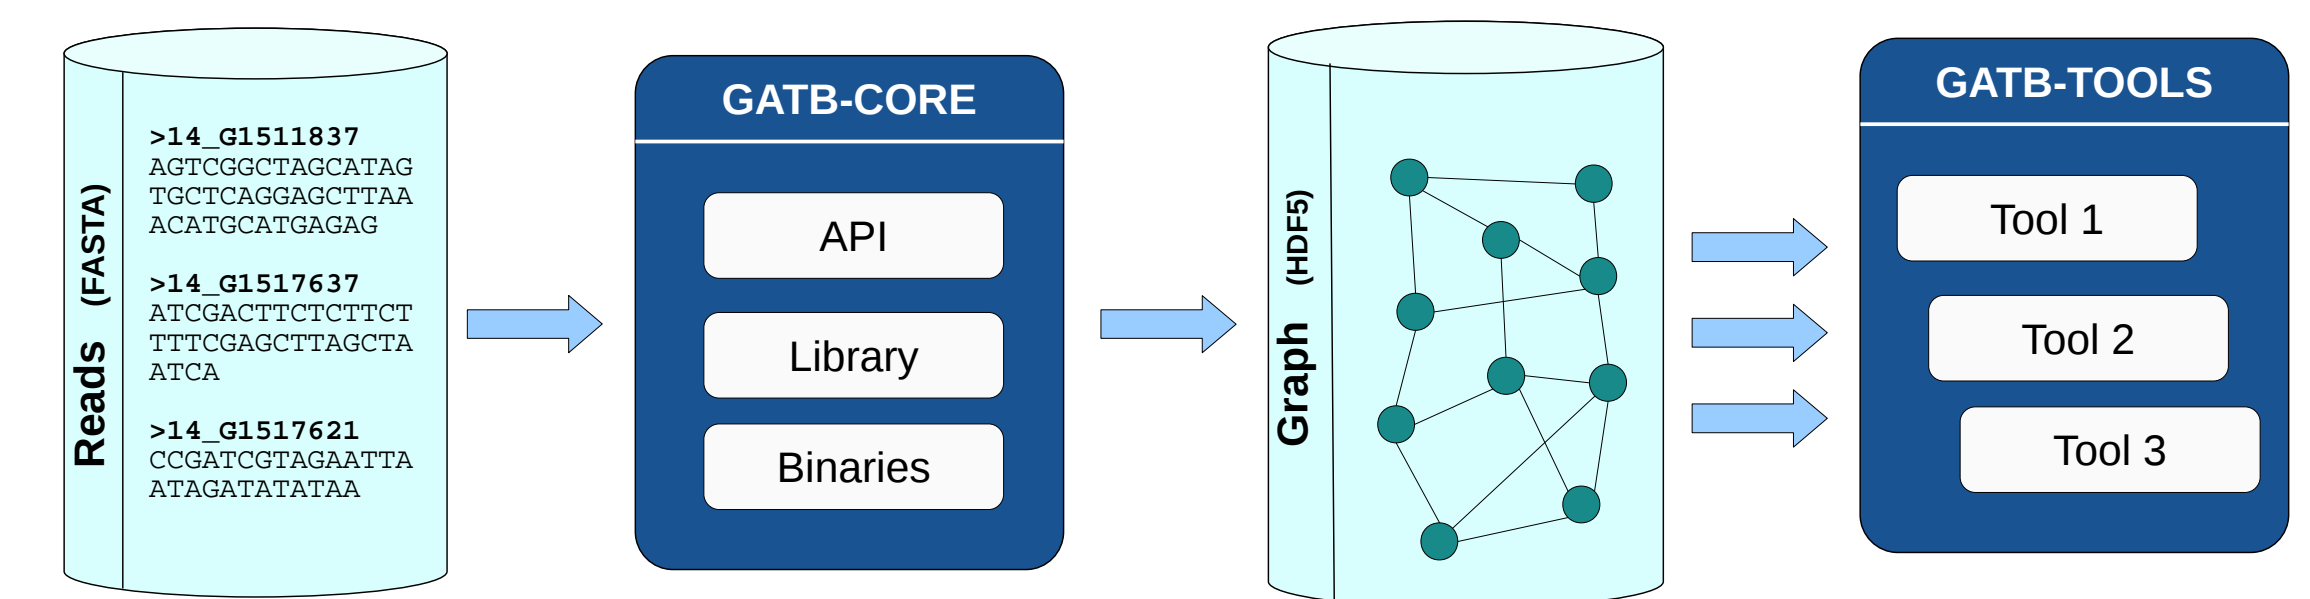 Reads (FASTA)
>14_G1511837
AGTCGGCTAGCATAG
TGCTCAGGAGCTTAA
ACATGCATGAGAG
>14_G1517637
ATCGACTTCTCTTCT
TTTCGAGCTTAGCTA
ATCA
>14_G1517621
CCGATCGTAGAATTA
ATAGATATATAA
GATB-CORE
API
Library
Binaries
Graph (HDF5)
GATB-TOOLS
Tool 1
Tool 2
Tool 3